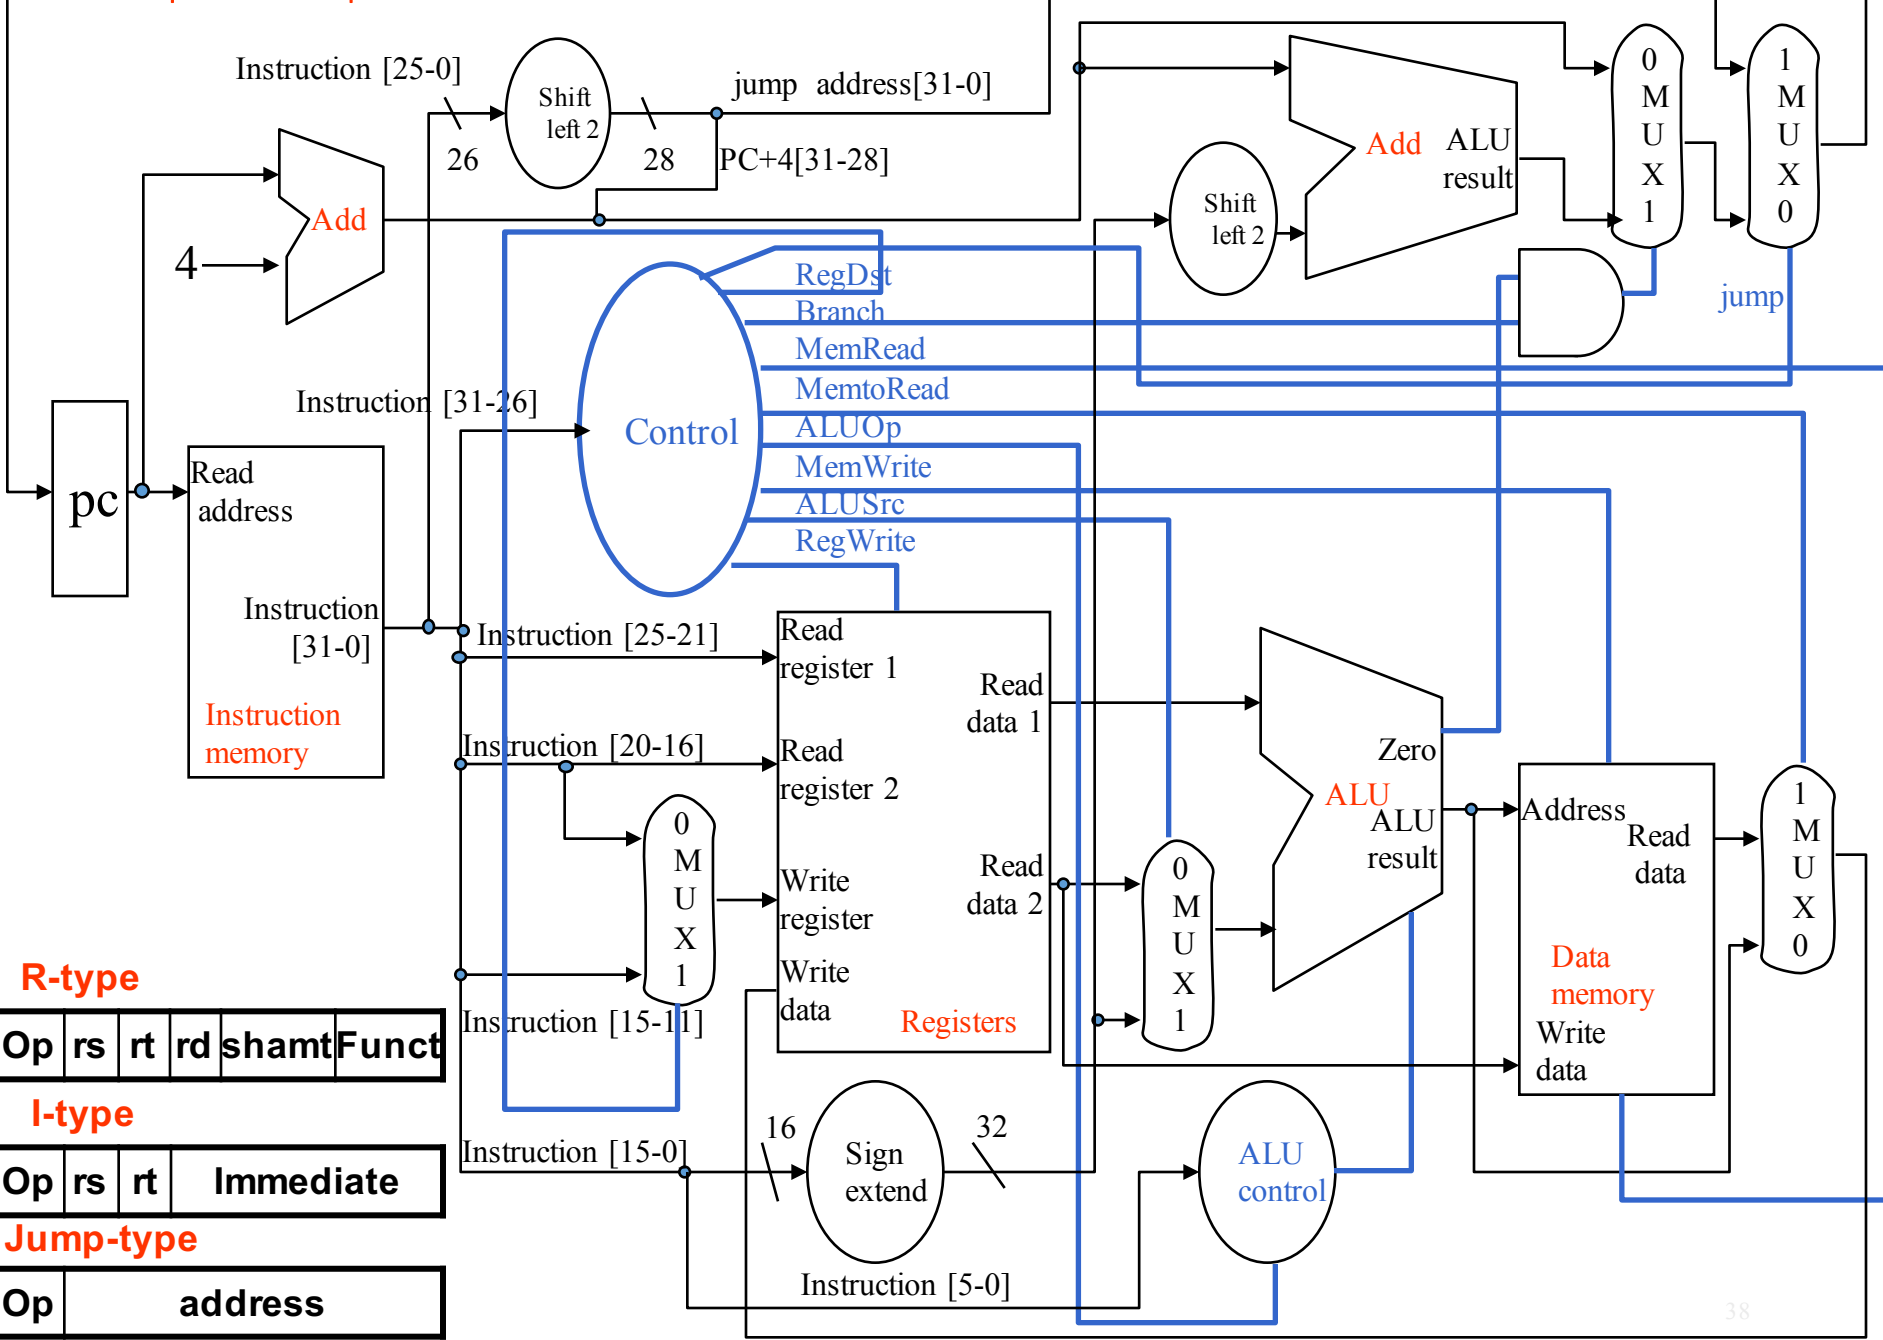 Instruction [25-0]
Shift
left 2
26
28
jump address[31-0]
PC+4[31-28]
Add
4
Shift
left 2
Add
ALU
result
0
M
U
X
1
1
M
U
X
0
jump
RegDst
Branch
MemRead
MemtoRead
ALUOp
MemWrite
ALUSrc
RegWrite
Control
Instruction [31-26]
pc
Read
address
Instruction
[31-0]
Instruction
memory
Instruction [25-21]
Instruction [20-16]
0
M
U
X
1
Instruction [15-11]
Read
register 1
Read
register 2
Write
register
Write
data
Read
data 1
Read
data 2
Registers
0
M
U
X
1
Zero
ALU
ALU
result
Address
Read
data
Data
memory
Write
data
1
M
U
X
0
Instruction [15-0]
16
Sign
extend
32
ALU
control
Instruction [5-0]
R-type
Op rs rt rd shamt Funct
I-type
Op rs rt Immediate
Jump-type
Op address
38